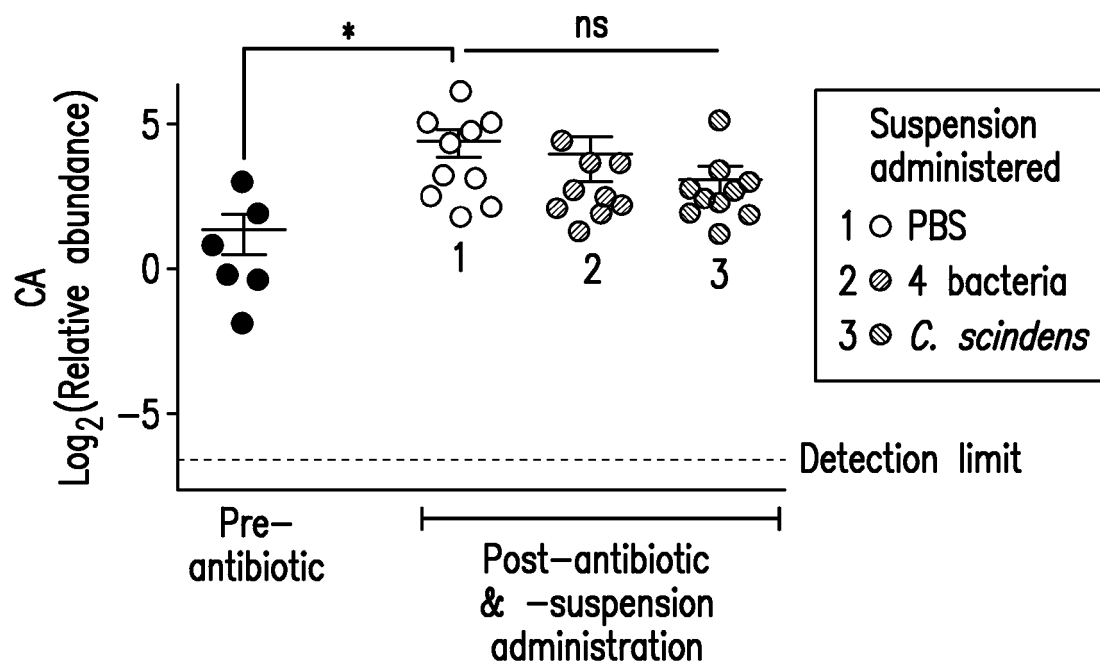 * ns
CA
Log₂(Relative abundance)
5
0
−5
1
2
3
Suspension
administered
1 PBS
2 4 bacteria
3 C. scindens
Detection limit
Pre−
antibiotic
Post−antibiotic
& −suspension
administration